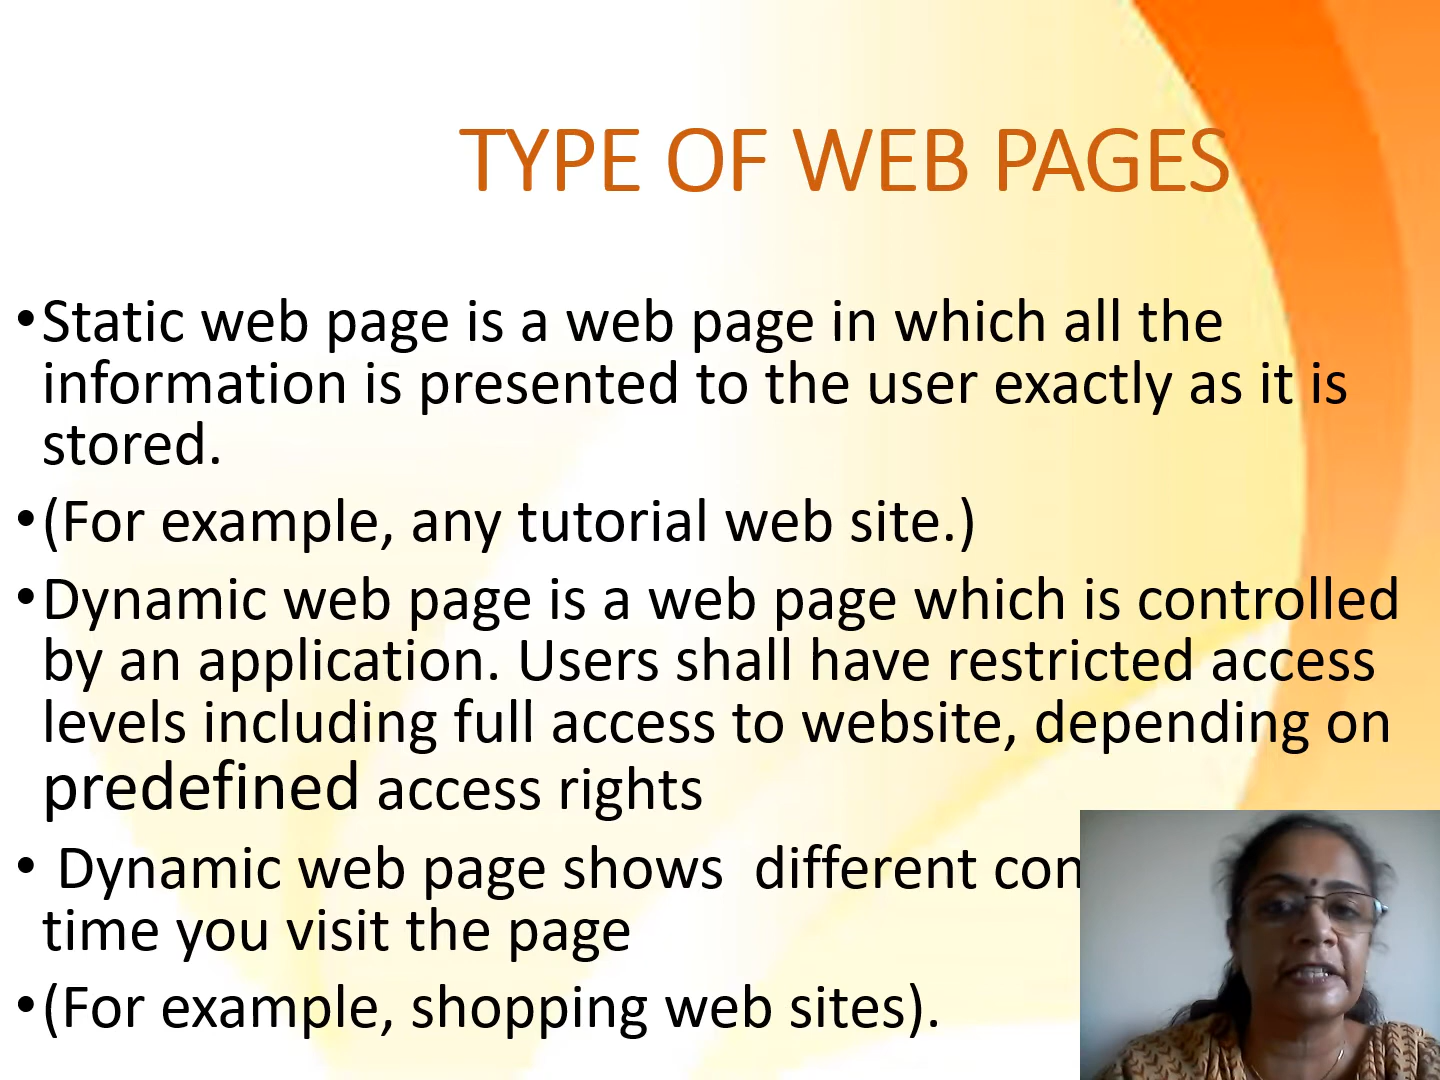 TYPE OF WEB PAGES
•Static web page is a web page in which all the
information is presented to the user exactly as it is
stored.
•(For example, any tutorial web site.)
•Dynamic web page is a web page which is controlled
by an application. Users shall have restricted access
levels including full access to website, depending on
predefined access rights
• Dynamic web page shows  different con
time you visit the page
•(For example, shopping web sites).